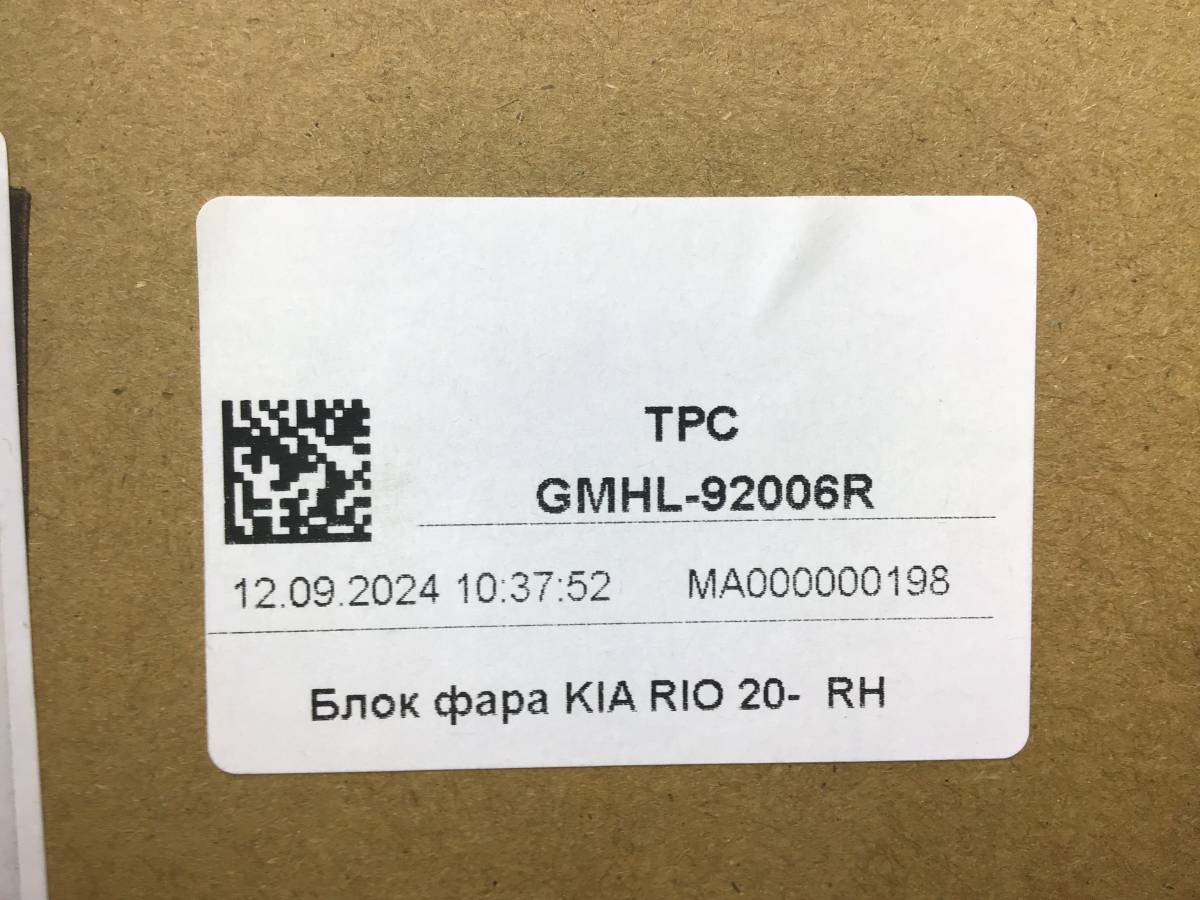 TPC
GMHL-92006R
12.09.2024 10:37:52 MA000000198
Блок фара KIA RIO 20- RH